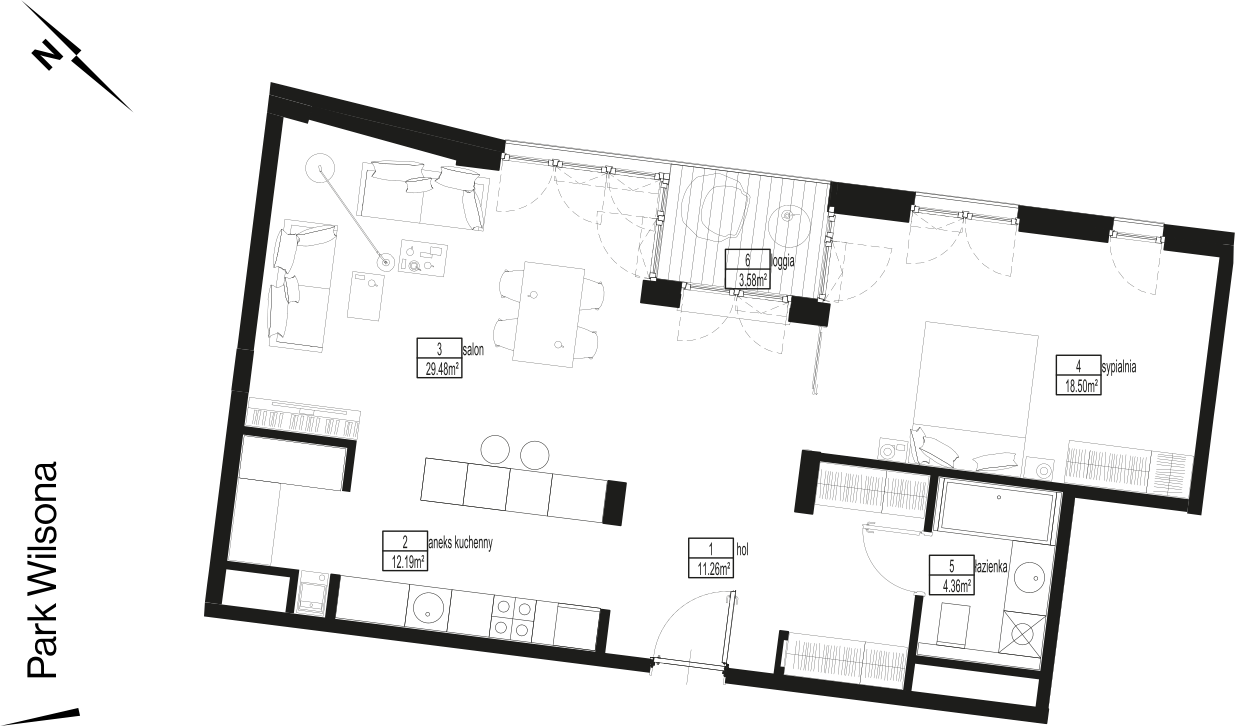 N
6 loggia
3.58m²
3 salon
29.48m²
4 sypialnia
18.50m²
2 aneks kuchenny
12.19m²
1 hol
11.26m²
5 łazienka
4.36m²
Park Wilsona